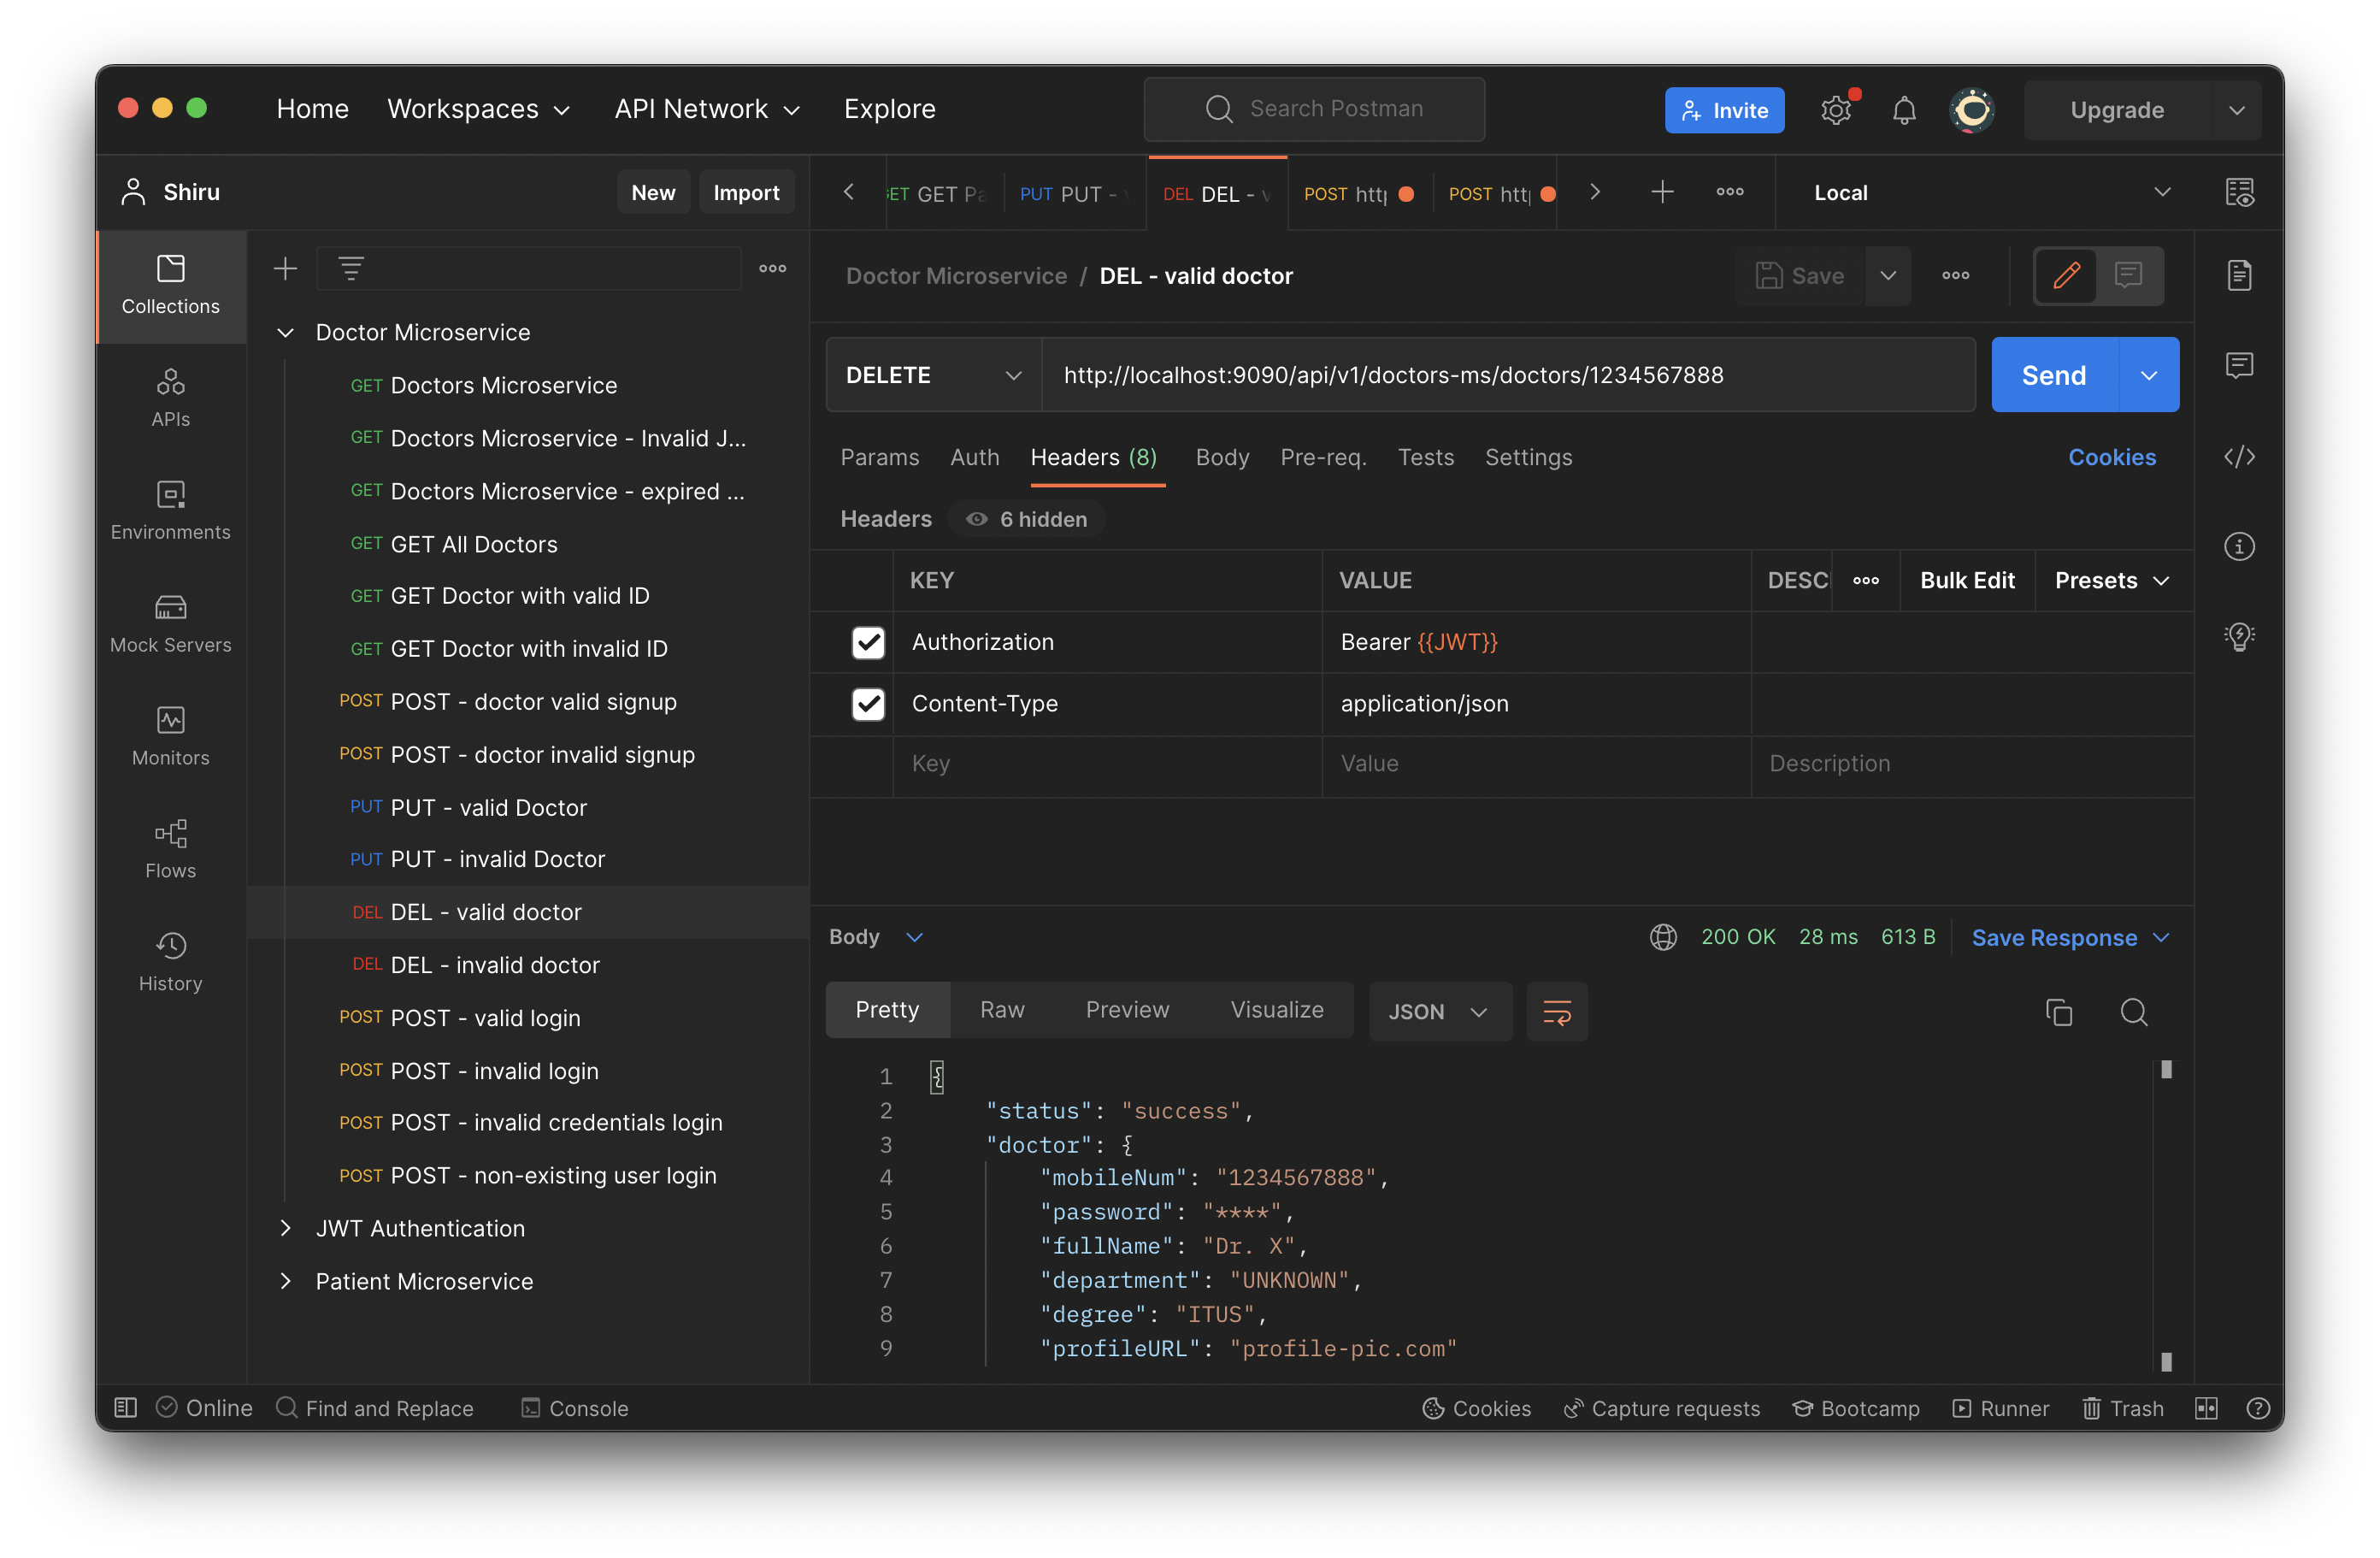 Home Workspaces API Network Explore Search Postman Invite Upgrade
Shiru New Import
GET PUT PUT - DEL DEL - POST POST Local
Collections
APIs
Environments
Mock Servers
Monitors
Flows
History
Doctor Microservice
GET Doctors Microservice
GET Doctors Microservice - Invalid J...
GET Doctors Microservice - expired ...
GET GET All Doctors
GET GET Doctor with valid ID
GET GET Doctor with invalid ID
POST POST - doctor valid signup
POST POST - doctor invalid signup
PUT PUT - valid Doctor
PUT PUT - invalid Doctor
DEL DEL - valid doctor
DEL DEL - invalid doctor
POST POST - valid login
POST POST - invalid login
POST POST - invalid credentials login
POST POST - non-existing user login
JWT Authentication
Patient Microservice
Doctor Microservice / DEL - valid doctor Save
DELETE http://localhost:9090/api/v1/doctors-ms/doctors/1234567888 Send
Params Auth Headers (8) Body Pre-req. Tests Settings Cookies
Headers 6 hidden
KEY VALUE DESC Bulk Edit Presets
Authorization Bearer {{JWT}}
Content-Type application/json
Key Value Description
Body 200 OK 28 ms 613 B Save Response
Pretty Raw Preview Visualize JSON
1 {
2 "status": "success",
3 "doctor": {
4 "mobileNum": "1234567888",
5 "password": "****",
6 "fullName": "Dr. X",
7 "department": "UNKNOWN",
8 "degree": "ITUS",
9 "profileURL": "profile-pic.com"
Online Find and Replace Console Cookies Capture requests Bootcamp Runner Trash